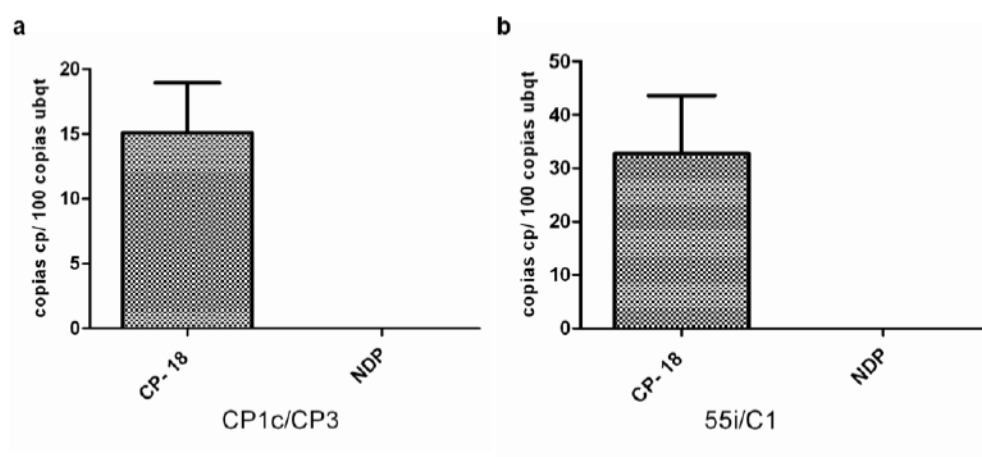 a
copias cp/ 100 copias ubqt
20
15
10
5
0
CP- 18
NDP
CP1c/CP3
b
copias cp/ 100 copias ubqt
50
40
30
20
10
0
CP- 18
NDP
55i/C1